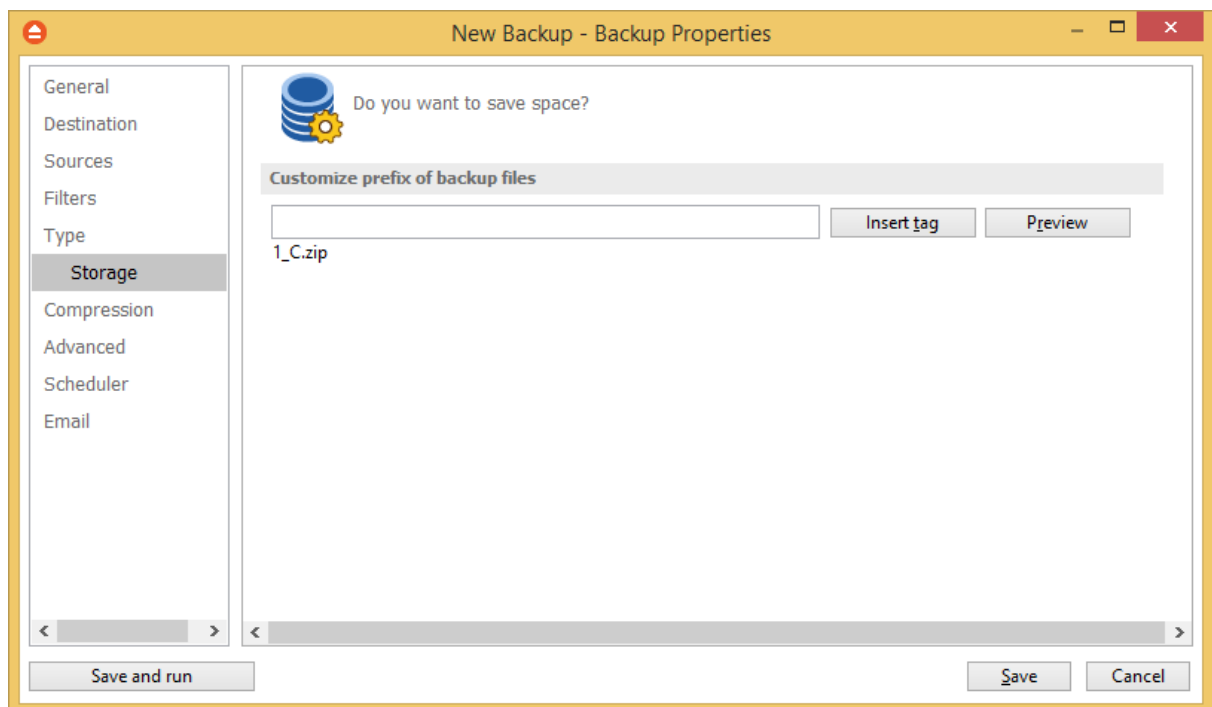 New Backup - Backup Properties
General
Destination
Sources
Filters
Type
Storage
Compression
Advanced
Scheduler
Email
Do you want to save space?
Customize prefix of backup files
Insert tag
Preview
1_C.zip
Save and run
Save
Cancel